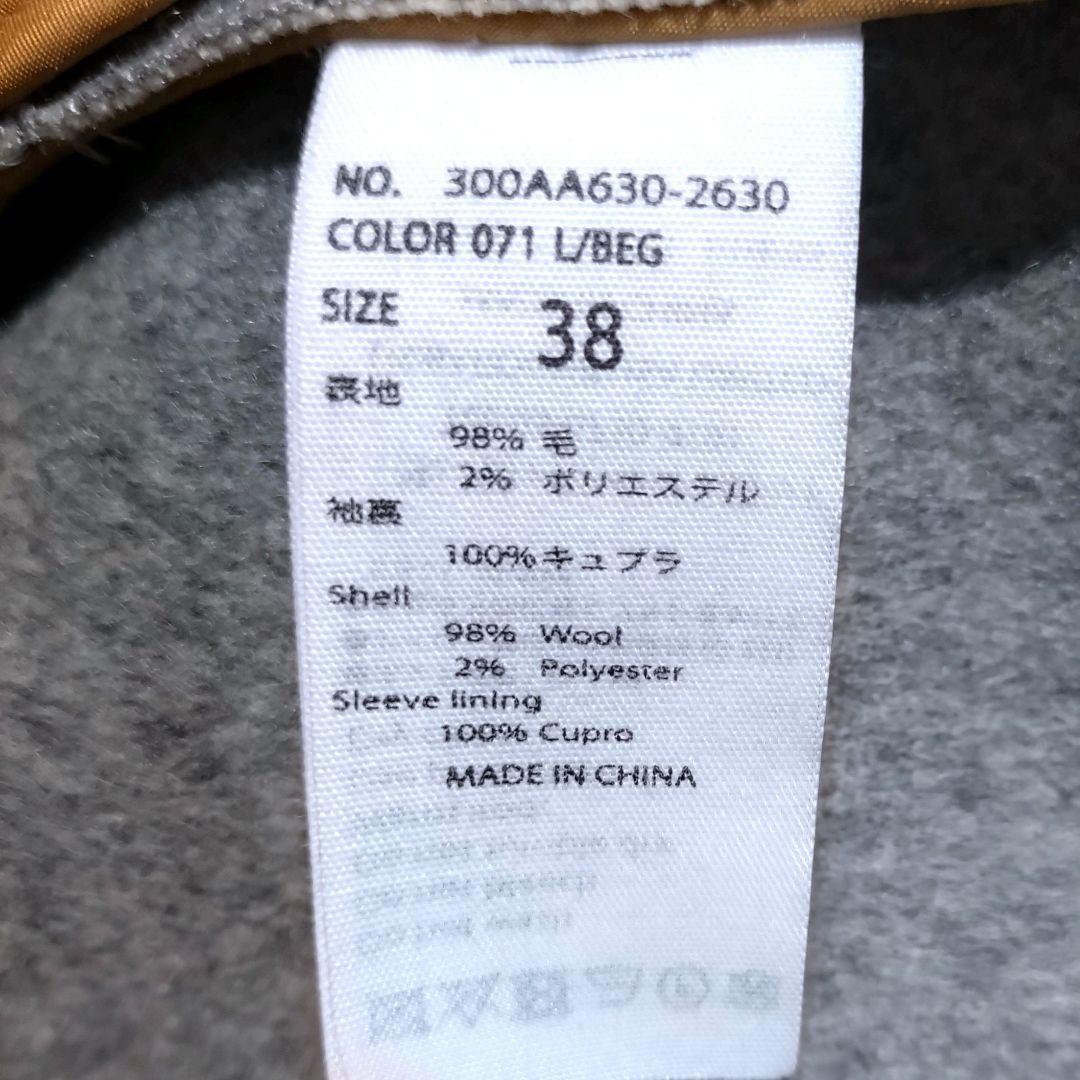 NO. 300AA630-2630
COLOR 071 L/BEG
SIZE 38
表地
98% 毛
2% ポリエステル
袖裏
100%キュプラ
Shell
98% Wool
2% Polyester
Sleeve lining
100% Cupro
MADE IN CHINA